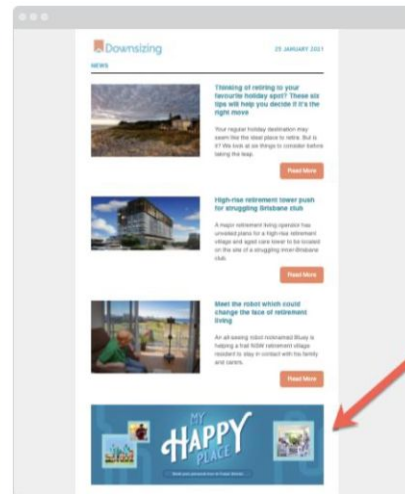 Downsizing
25 JANUARY 2021
NEWS
Thinking of retiring to your
favourite holiday spot? These six
tips will help you decide if it's the
right move
Your regular holiday destination may
seem like the ideal place to retire. But is
it? We look at six things to consider before
taking the leap.
Read More
High-rise retirement tower push
for struggling Brisbane club
A major retirement living operator has
unveiled plans for a high-rise retirement
village and aged care tower to be located
on the site of a struggling inner-Brisbane
club.
Read More
Meet the robot which could
change the face of retirement
living
An all-seeing robot nicknamed Bluey is
helping a frail NSW retirement village
resident to stay in contact with his family
and carers.
Read More
MY
HAPPY
PLACE